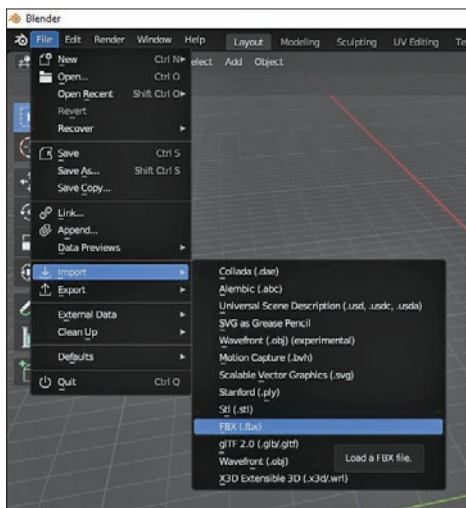 Blender
File Edit Render Window Help Layout Modeling Sculpting UV Editing
New Ctrl N
Open... Ctrl O
Open Recent Shift Ctrl O
Revert
Recover
Save Ctrl S
Save As... Shift Ctrl S
Save Copy...
Link...
Append...
Data Previews
Import
Export
External Data
Clean Up
Defaults
Quit Ctrl Q
elect Add Object
Collada (.dae)
Alembic (.abc)
Universal Scene Description (.usd, .usdc, .usda)
SVG as Grease Pencil
Wavefront (.obj) (experimental)
Motion Capture (.bvh)
Scalable Vector Graphics (.svg)
Stanford (.ply)
Stl (.stl)
FBX (.fbx)
glTF 2.0 (.glb/.gltf)
Wavefront (.obj)
X3D Extensible 3D (.x3d/.wrl)
Load a FBX file.